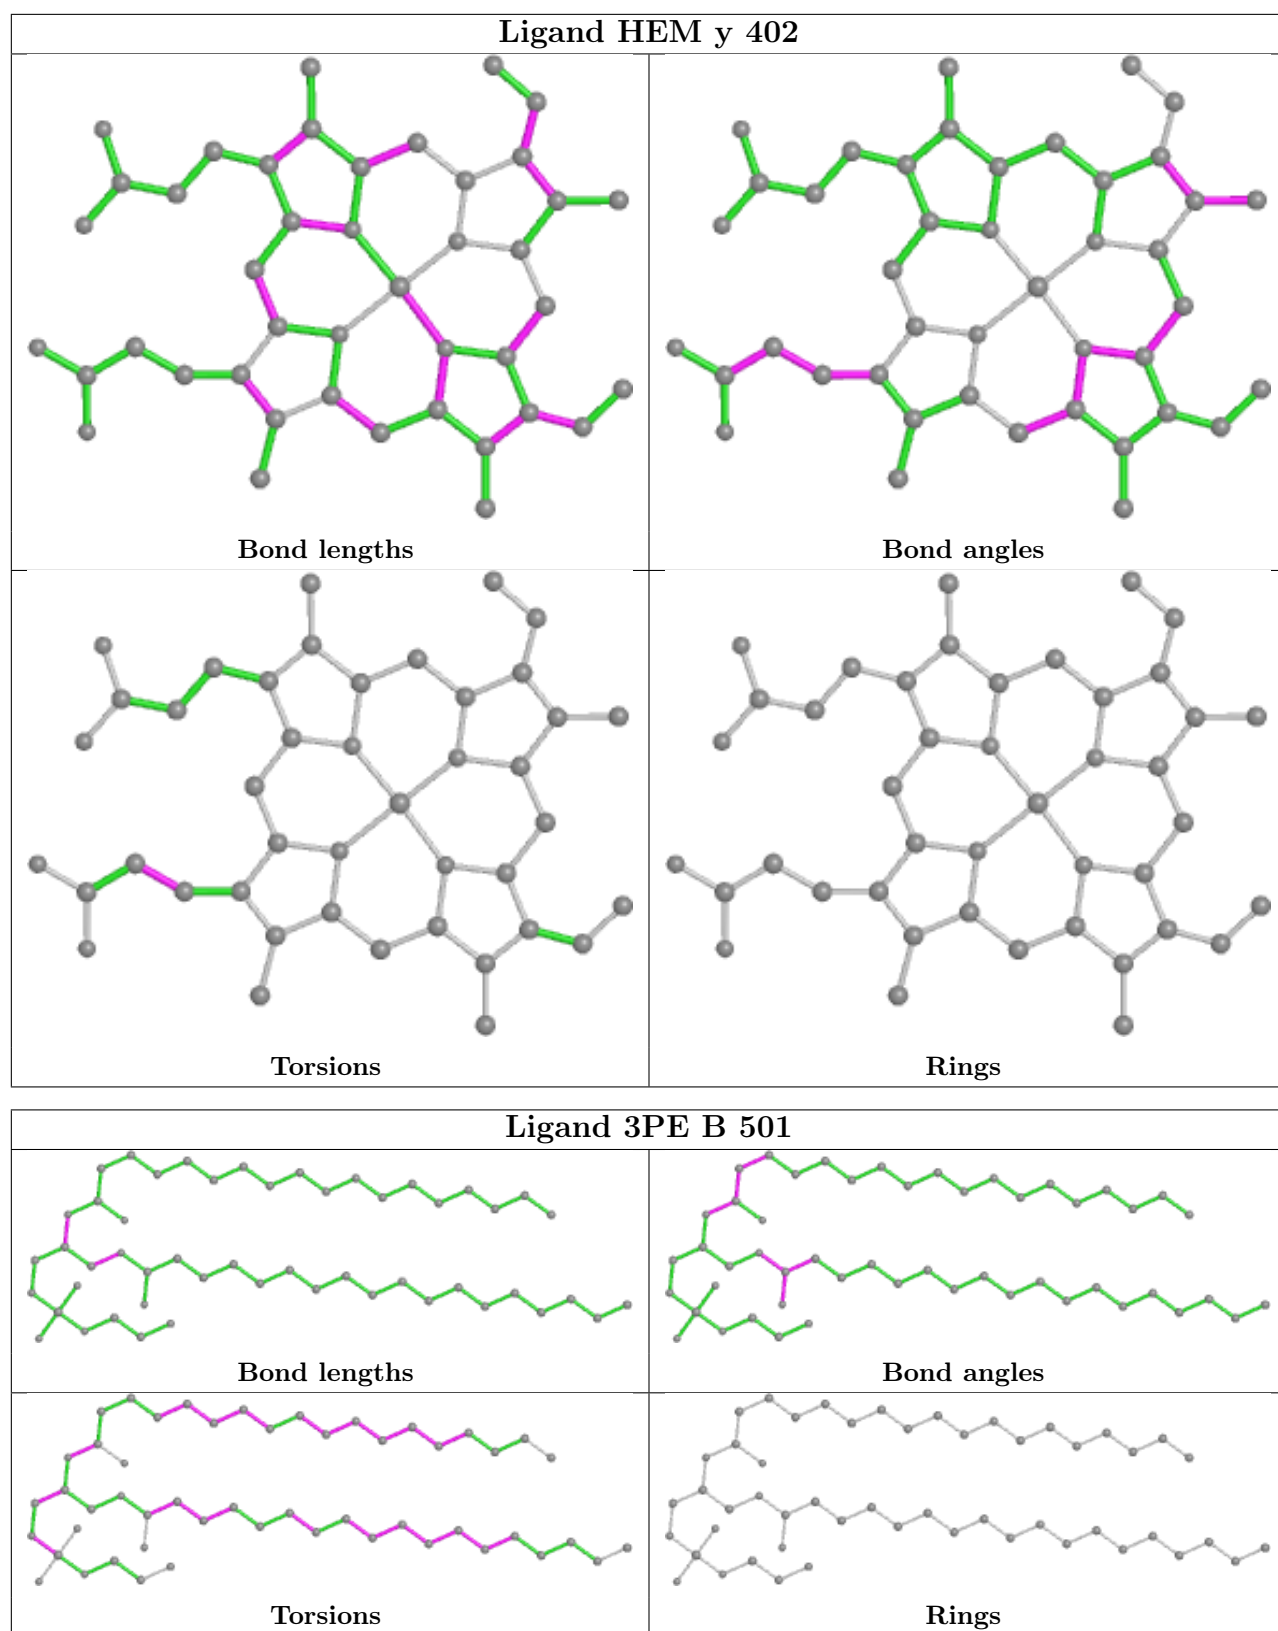 Ligand HEM y 402
Bond lengths
Bond angles
Torsions
Rings
Ligand 3PE B 501
Bond lengths
Bond angles
Torsions
Rings